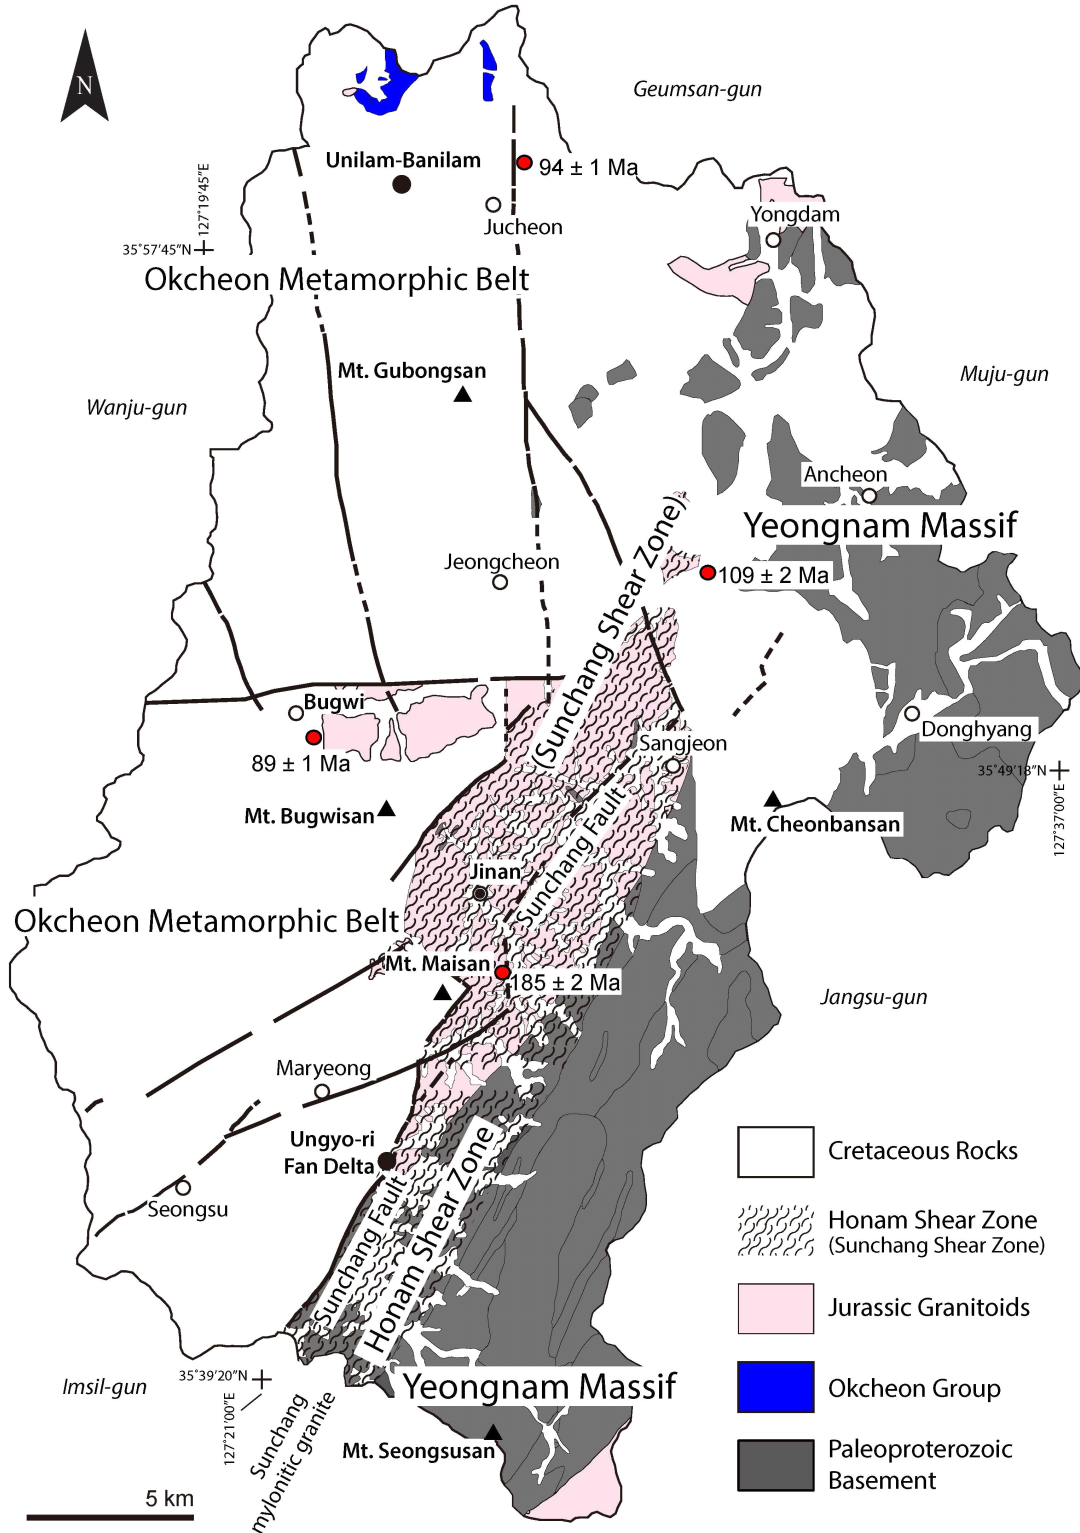 Geumsan-gun
N
Unilam-Banilam
94 ± 1 Ma
127°19'45"E
Jucheon
Yongdam
35°57'45"N
Okcheon Metamorphic Belt
Mt. Gubongsan
Muju-gun
Wanju-gun
Ancheon
Yeongnam Massif
Jeongcheon
109 ± 2 Ma
(Sunchang Shear Zone)
Bugwi
Donghyang
Sangjeon
89 ± 1 Ma
35°49'18"N
127°37'00"E
Mt. Bugwisan
Mt. Cheonbansan
Sunchang Fault
Jinan
Okcheon Metamorphic Belt
Mt. Maisan
185 ± 2 Ma
Jangsu-gun
Maryeong
Ungyo-ri
Fan Delta
Seongsu
Sunchang Fault
Honam Shear Zone
Cretaceous Rocks
Honam Shear Zone
(Sunchang Shear Zone)
Jurassic Granitoids
Okcheon Group
Paleoproterozoic
Basement
Imsil-gun
35°39'20"N
127°21'00"E
Yeongnam Massif
Sunchang
mylonitic granite
Mt. Seongsusan
5 km